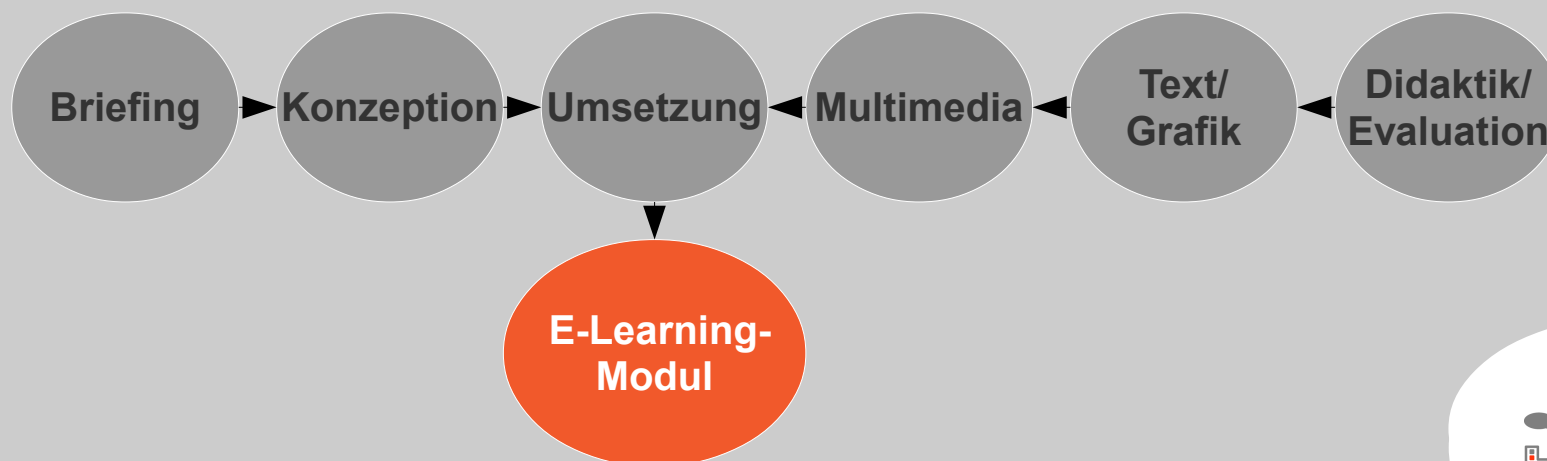 Briefing
Konzeption
Umsetzung
Multimedia
Text/
Grafik
Didaktik/
Evaluation
E-Learning-
Modul